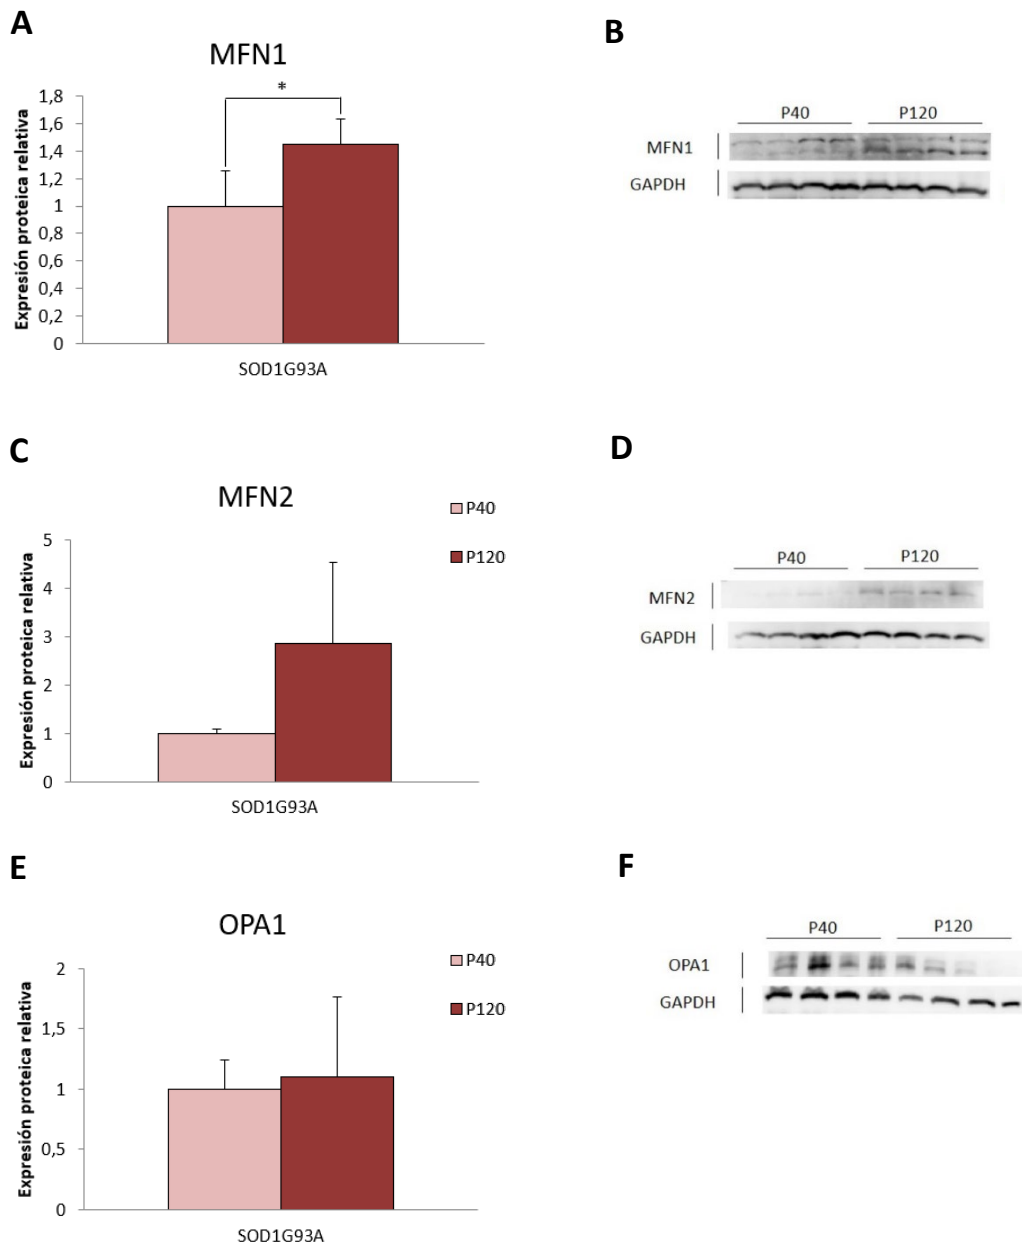 A
MFN1
Expresión proteica relativa
1,8
1,6
1,4
1,2
1
0,8
0,6
0,4
0,2
0
*
SOD1G93A
B
P40 P120
MFN1
GAPDH
C
MFN2
Expresión proteica relativa
5
4
3
2
1
0
SOD1G93A
P40
P120
D
P40 P120
MFN2
GAPDH
E
OPA1
Expresión proteica relativa
2
1,5
1
0,5
0
SOD1G93A
P40
P120
F
P40 P120
OPA1
GAPDH